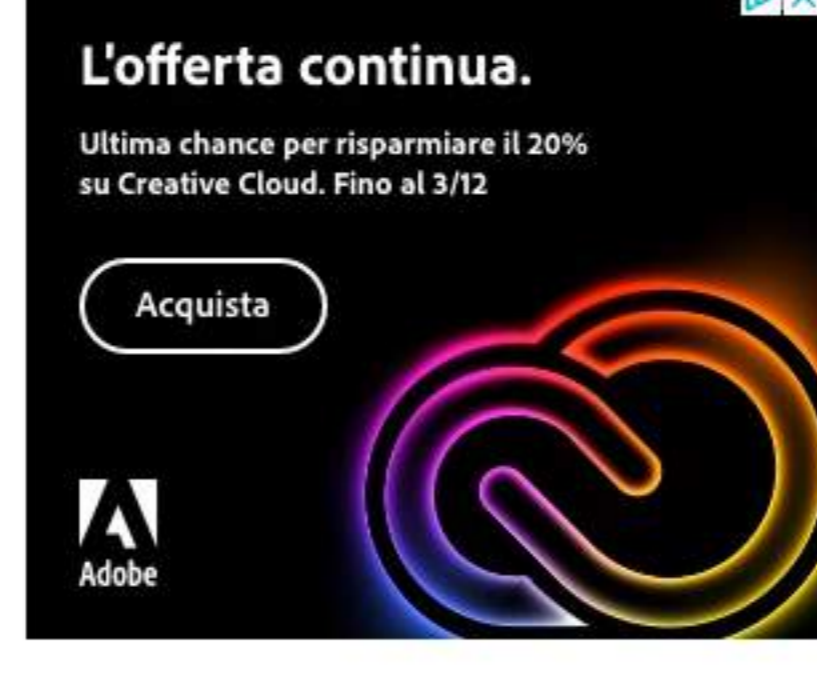 L'offerta continua.
Ultima chance per risparmiare il 20%
su Creative Cloud. Fino al 3/12
Acquista
Adobe